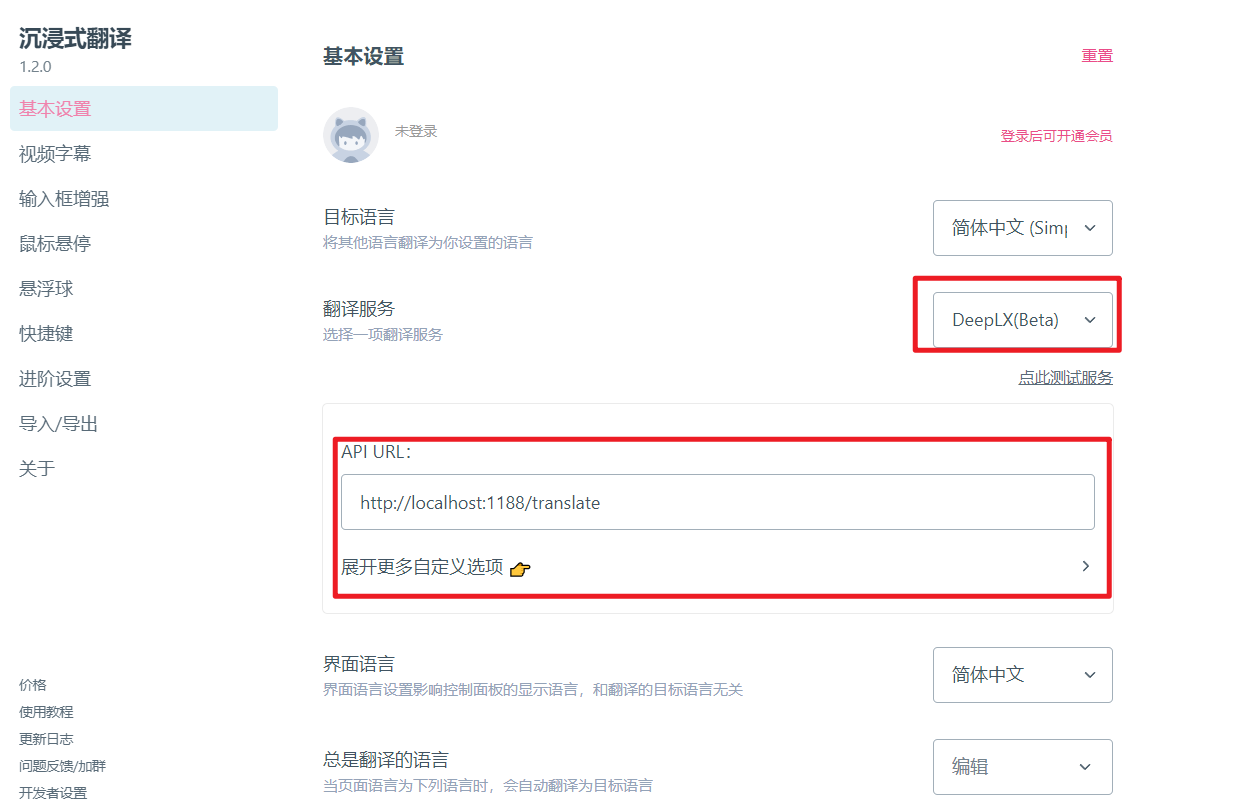 沉浸式翻译
1.2.0
基本设置
视频字幕
输入框增强
鼠标悬停
悬浮球
快捷键
进阶设置
导入/导出
关于
价格
使用教程
更新日志
问题反馈/加群
开发者设置
基本设置
重置
未登录
登录后可开通会员
目标语言
将其他语言翻译为你设置的语言
简体中文 (Simp
翻译服务
选择一项翻译服务
DeepLX(Beta)
点此测试服务
API URL：
http://localhost:1188/translate
展开更多自定义选项 👉
界面语言
界面语言设置影响控制面板的显示语言，和翻译的目标语言无关
简体中文
总是翻译的语言
当页面语言为下列语言时，会自动翻译为目标语言
编辑